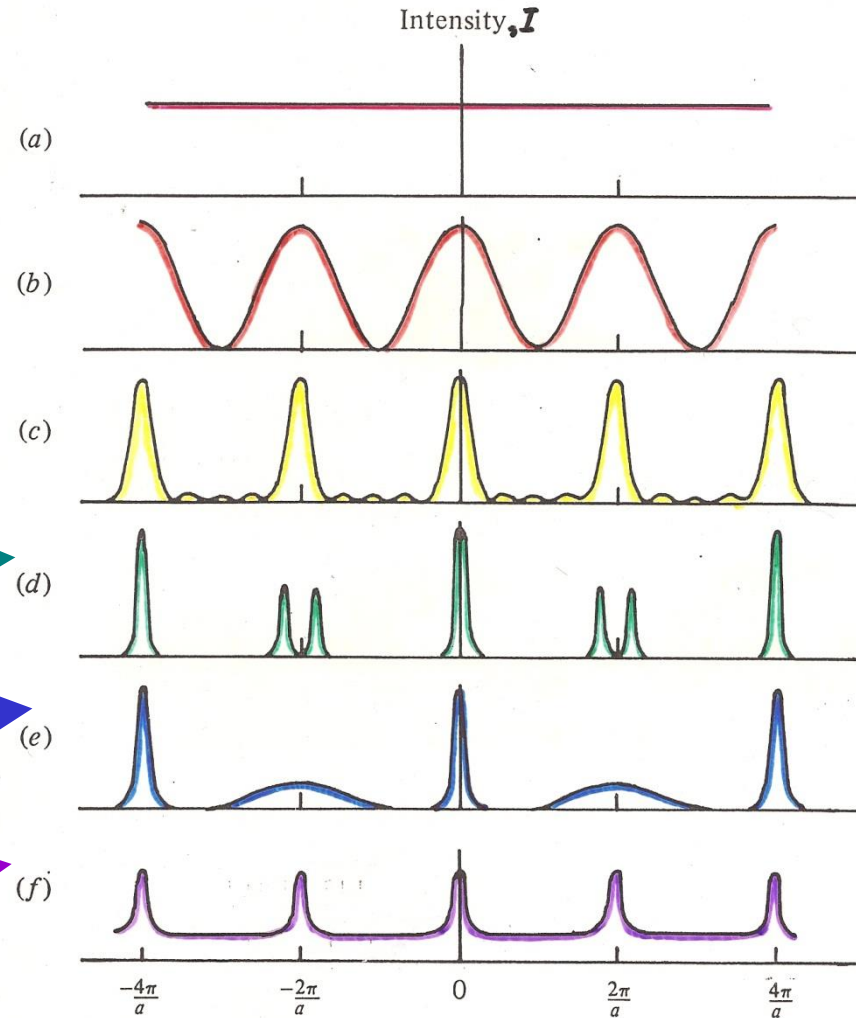 Intensity, I
(a)
(b)
(c)
(d)
(e)
(f)
−4π/a −2π/a 0 2π/a 4π/a